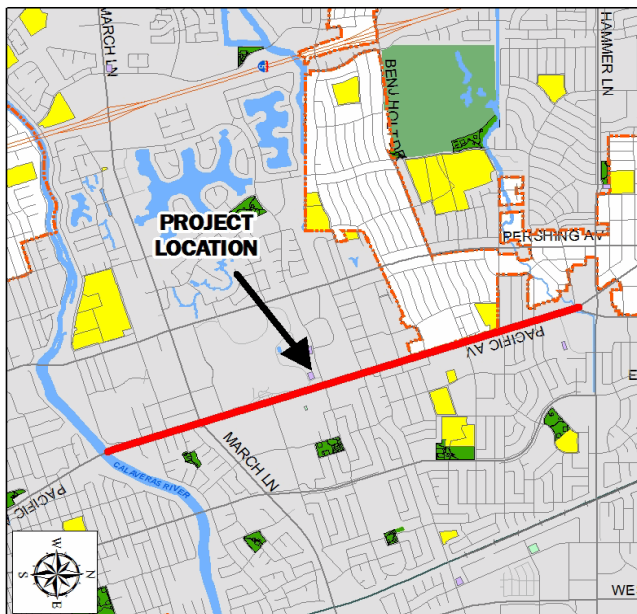 MARCH LN
5
BENJ HOLT DR
HAMMER LN
PROJECT
LOCATION
PERSHING AV
PACIFIC AV
E
MARCH LN
CALAVERAS RIVER
PACIFIC
W
S
N
E
WE